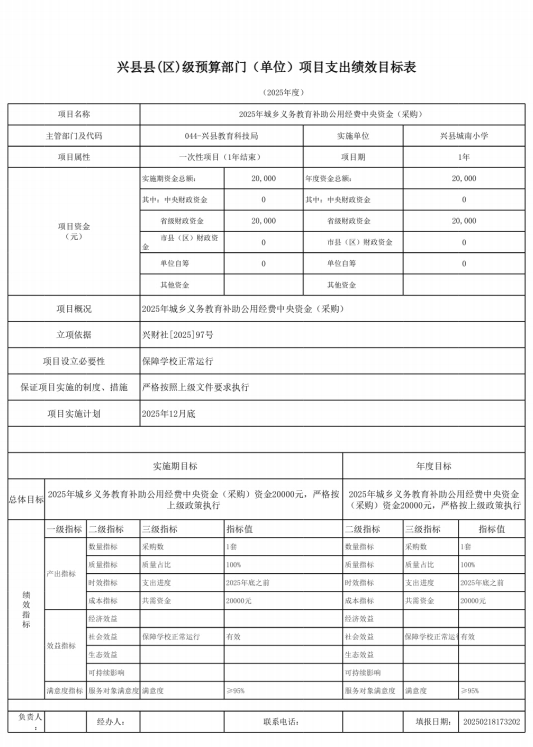 兴县县(区)级预算部门（单位）项目支出绩效目标表
（2025年度）
项目名称 2025年城乡义务教育补助公用经费中央资金（采购）
主管部门及代码 044-兴县教育科技局 实施单位 兴县城南小学
项目属性 一次性项目（1年结束） 项目期 1年
项目资金（元）
实施期资金总额: 20,000 年度资金总额: 20,000
其中: 中央财政资金 0 其中: 中央财政资金 0
省级财政资金 20,000 省级财政资金 20,000
市县（区）财政资金 0 市县（区）财政资金 0
单位自筹 0 单位自筹 0
其他资金 其他资金
项目概况 2025年城乡义务教育补助公用经费中央资金（采购）
立项依据 兴财社[2025]97号
项目设立必要性 保障学校正常运行
保证项目实施的制度、措施 严格按照上级文件要求执行
项目实施计划 2025年12月底
实施期目标 年度目标
总体目标 2025年城乡义务教育补助公用经费中央资金（采购）资金20000元，严格按上级政策执行 2025年城乡义务教育补助公用经费中央资金（采购）资金20000元，严格按上级政策执行
绩效指标
一级指标 二级指标 三级指标 指标值 二级指标 三级指标 指标值
产出指标
数量指标 采购数 1套 数量指标 采购数 1套
质量指标 质量占比 100% 质量指标 质量占比 100%
时效指标 支出进度 2025年底之前 时效指标 支出进度 2025年底之前
成本指标 共需资金 20000元 成本指标 共需资金 20000元
效益指标
经济效益 经济效益
社会效益 保障学校正常运行 有效 社会效益 保障学校正常运行 有效
生态效益 生态效益
可持续影响 可持续影响
满意度指标 服务对象满意度 满意度 ≥95% 服务对象满意度 满意度 ≥95%
负责人: 经办人: 联系电话: 填报日期: 20250218173202